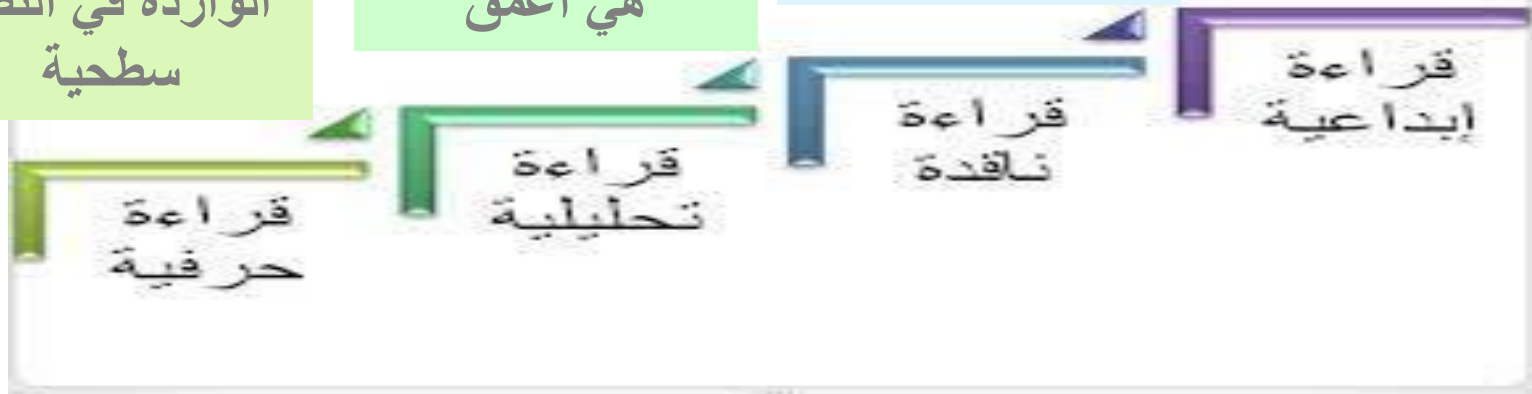 هي أعمق
الواردة في
سطحية
قراءة
إبداعية
قراءة
ناقدة
قراءة
تحليلية
قراءة
حرفية